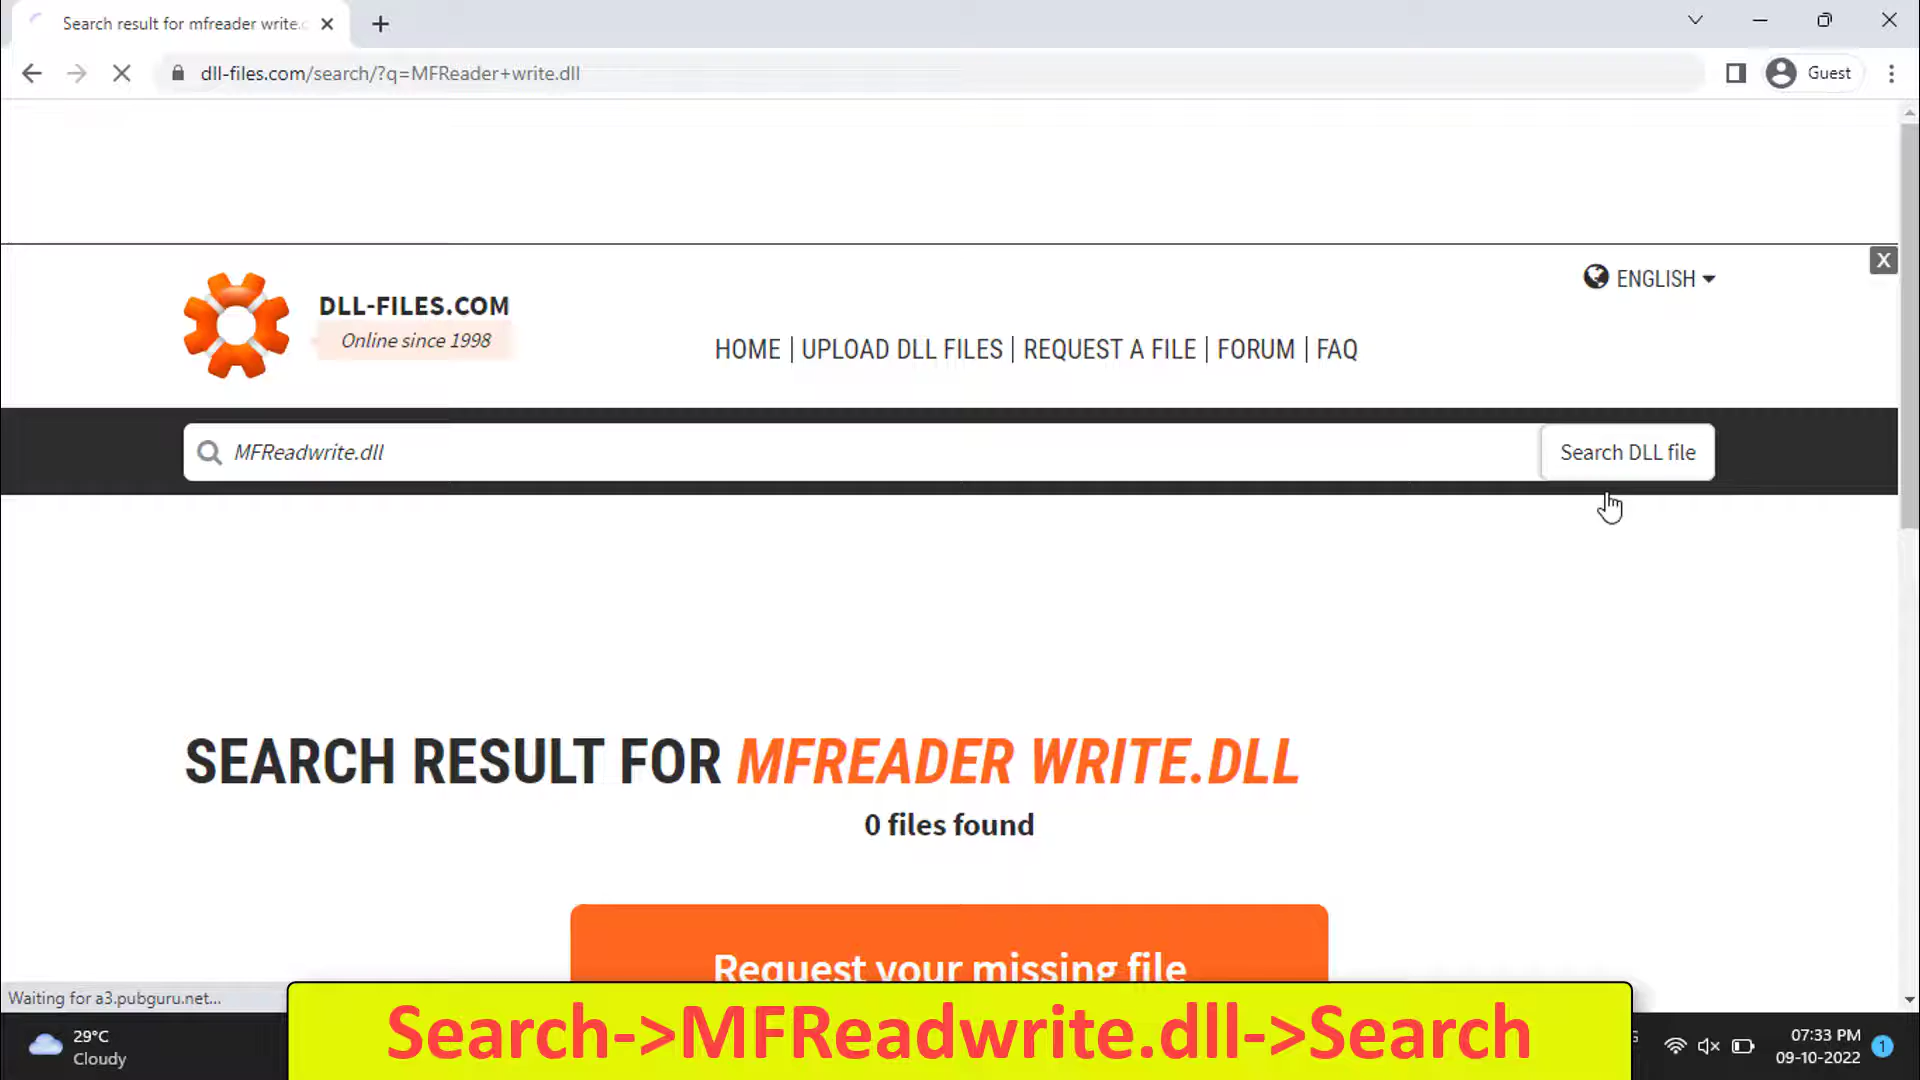 Search result for mfreader write.c
dll-files.com/search/?q=MFReader+write.dll
Guest
X
ENGLISH
DLL-FILES.COM
Online since 1998
HOME | UPLOAD DLL FILES | REQUEST A FILE | FORUM | FAQ
MFReadwrite.dll
Search DLL file
SEARCH RESULT FOR MFREADER WRITE.DLL
0 files found
Request your missing file
Waiting for a3.pubguru.net...
Search->MFReadwrite.dll->Search
29°C
Cloudy
07:33 PM
09-10-2022
1